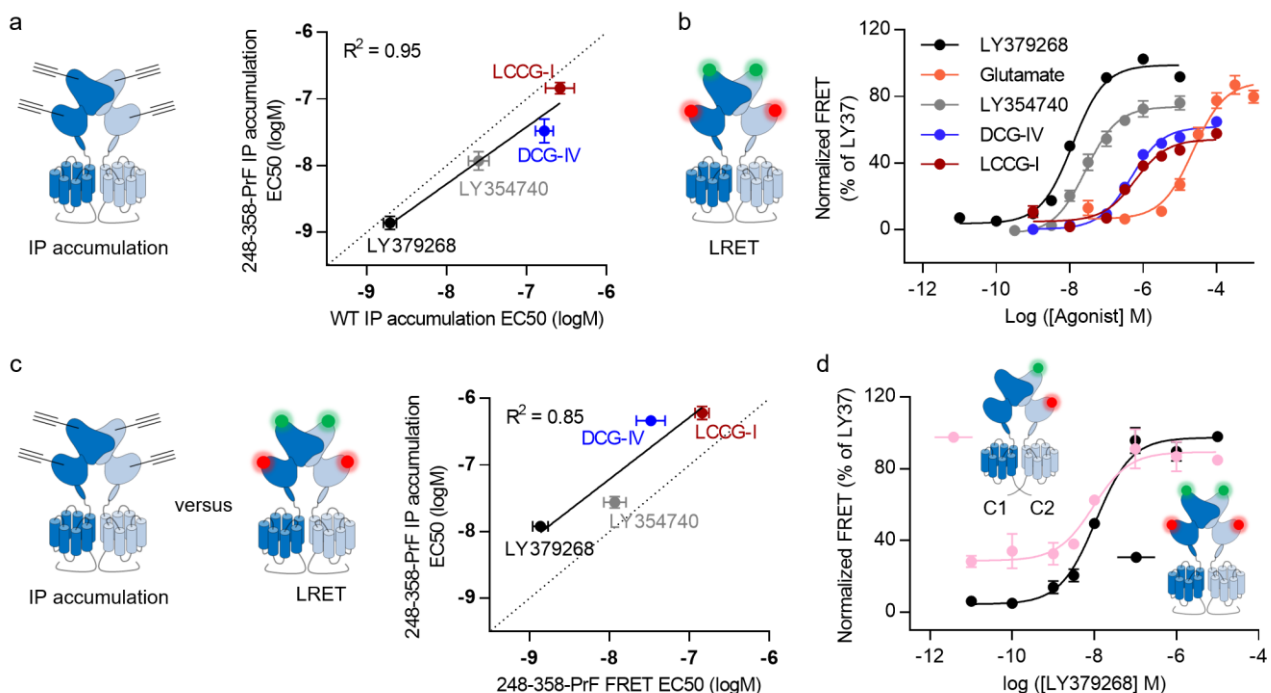 a
IP accumulation
248-358-PrF IP accumulation
EC50 (logM)
-6
-7
-8
-9
R² = 0.95
LCCG-I
DCG-IV
LY354740
LY379268
-9
-8
-7
-6
WT IP accumulation EC50 (logM)
b
LRET
Normalized FRET
(% of LY37)
120
80
40
0
LY379268
Glutamate
LY354740
DCG-IV
LCCG-I
-12
-10
-8
-6
-4
Log ([Agonist] M)
c
IP accumulation
versus
LRET
248-358-PrF IP accumulation
EC50 (logM)
-6
-7
-8
-9
R² = 0.85
DCG-IV
LCCG-I
LY354740
LY379268
-9
-8
-7
-6
248-358-PrF FRET EC50 (logM)
d
Normalized FRET (% of LY37)
120
80
40
0
C1
C2
-12
-10
-8
-6
-4
log ([LY379268] M)